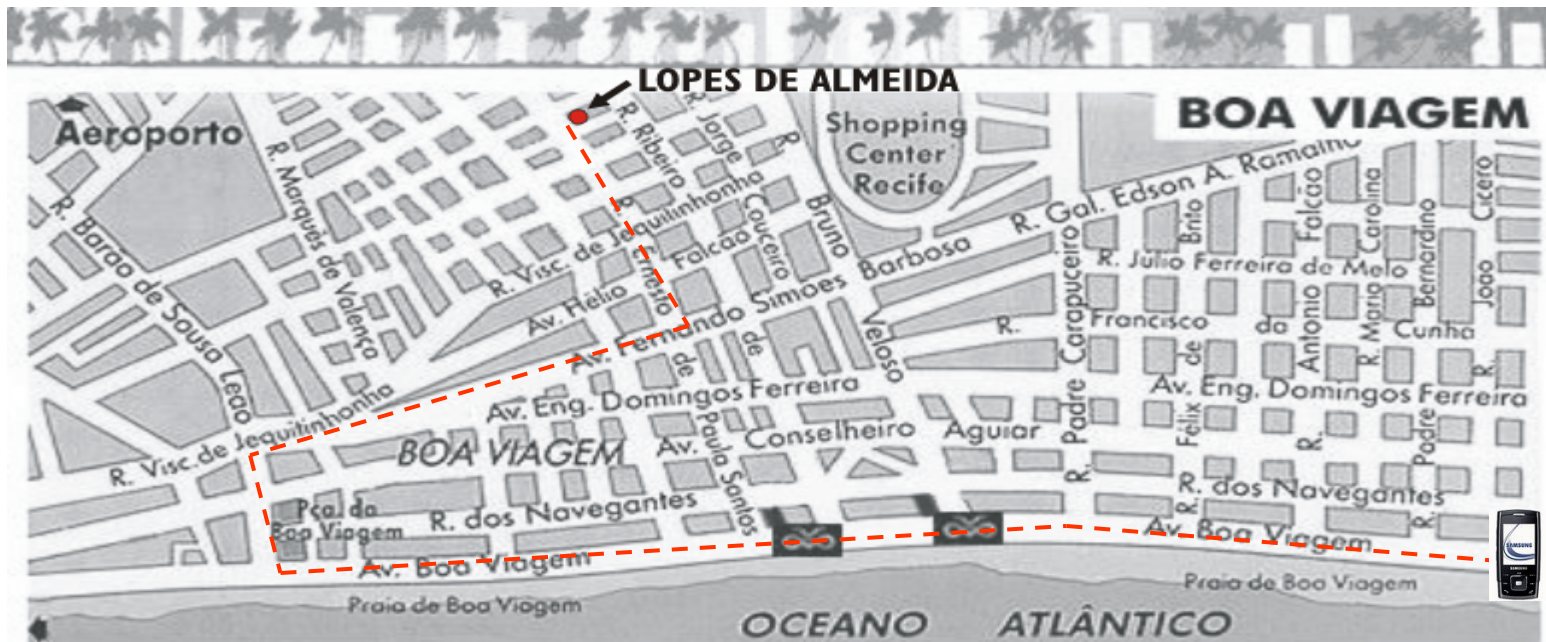 LOPES DE ALMEIDA
BOA VIAGEM
Aeroporto
Shopping
Center
Recife
R. Ribeiro
R. Jorge
Couceiro
R.
Bruno
Veloso
R. Marquês de Valença
R. Barão de Sousa Leão
R. Visc. de Jequitinhonha
Ernesto
Av. Hélio Falcão
Av. Fernando Simões Barbosa
R. Gal. Edson A. Ramalho
R. Júlio Ferreira de Melo
R. Francisco da Cunha
Av. Eng. Domingos Ferreira
Av. Eng. Domingos Ferreira
R. Visc. de Jequitinhonha
BOA VIAGEM
Av. Conselheiro Aguiar
de
de
Paula Santos
R. Padre Carapuceiro
R. Félix de Brito
R. Antonio Falcão
R. Maria Carolina
R. Padre Bernardino
R. João Cícero
R. dos Navegantes
R. dos Navegantes
Pça. da
Boa Viagem
Av. Boa Viagem
Av. Boa Viagem
Praia de Boa Viagem
Praia de Boa Viagem
OCEANO ATLÂNTICO
SAMSUNG
SAMSUNG